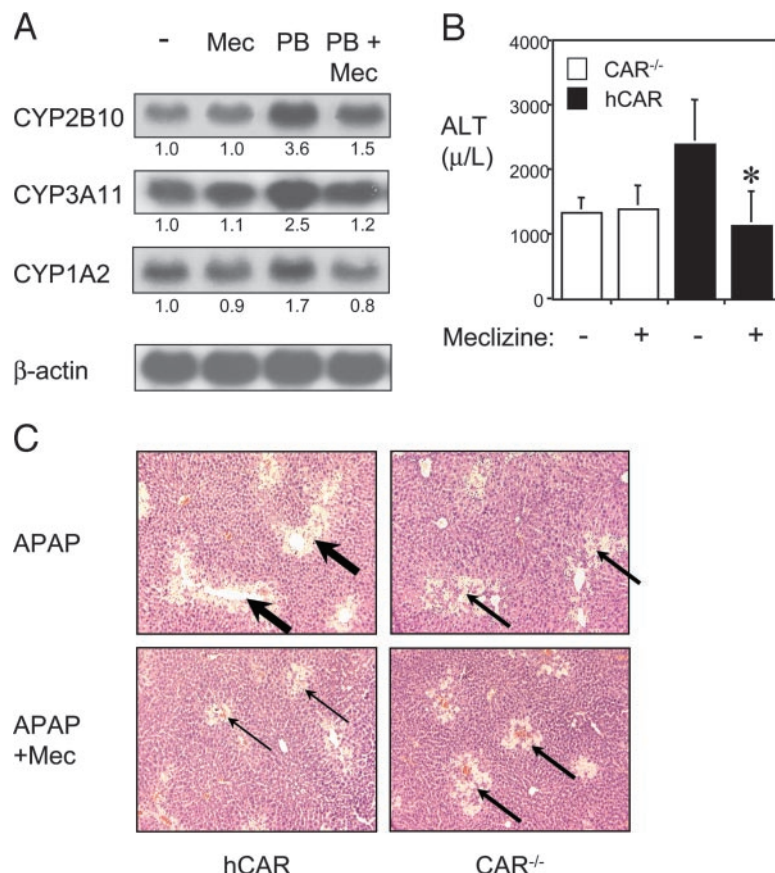 A
- Mec PB PB + Mec
CYP2B10
1.0 1.0 3.6 1.5
CYP3A11
1.0 1.1 2.5 1.2
CYP1A2
1.0 0.9 1.7 0.8
β-actin
B
4000
3000
2000
1000
0
ALT
(μ/L)
CAR-/-
hCAR
*
Meclizine: - + - +
C
APAP
APAP
+Mec
hCAR CAR-/-